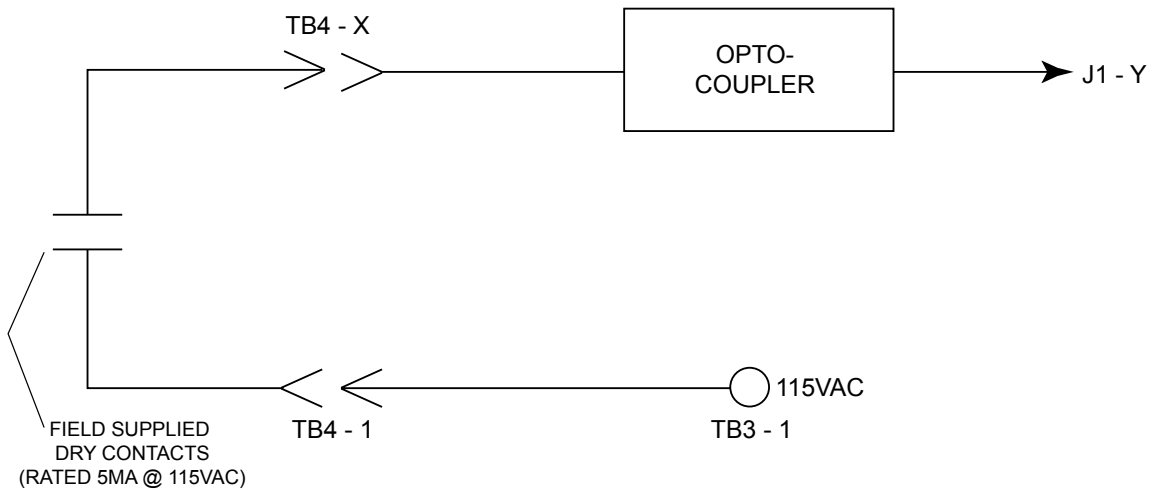 TB4 - X
OPTO-
COUPLER
J1 - Y
115VAC
TB4 - 1
TB3 - 1
FIELD SUPPLIED
DRY CONTACTS
(RATED 5MA @ 115VAC)